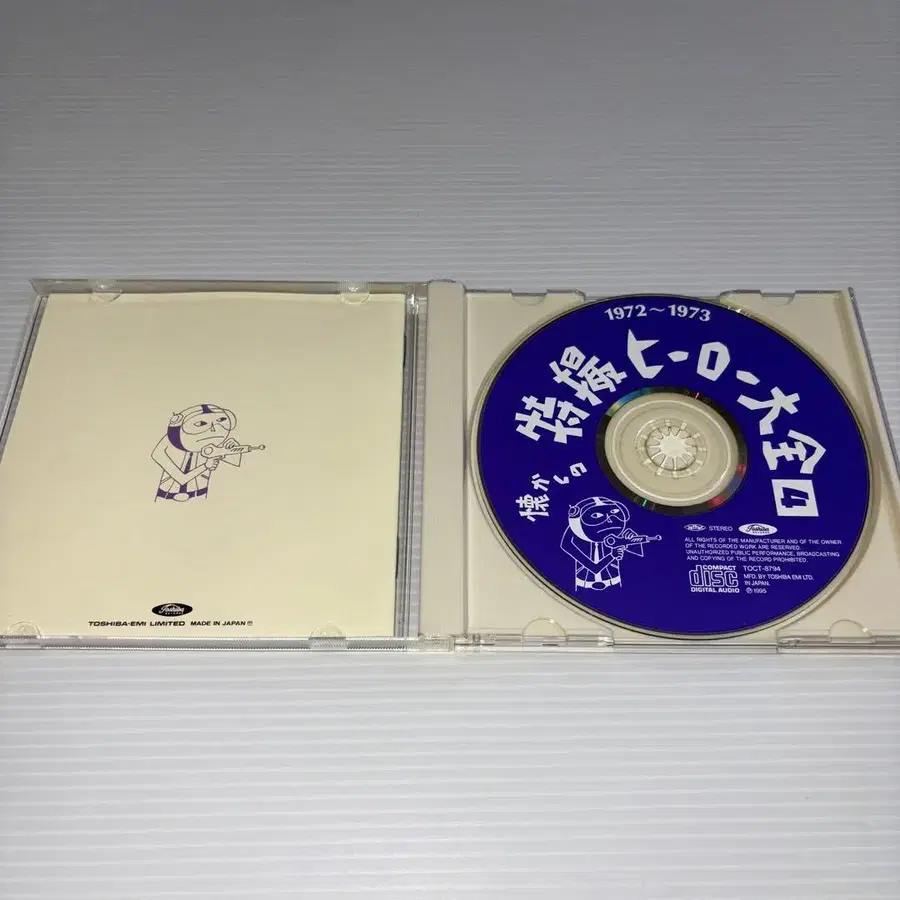 Toshiba
TOSHIBA-EMI LIMITED MADE IN JAPAN
1972〜1973
懐かしの
特撮ヒーロー大全 4
STEREO
Toshiba
ALL RIGHTS OF THE MANUFACTURER AND OF THE OWNER
OF THE RECORDED WORK ARE RESERVED.
UNAUTHORIZED PUBLIC PERFORMANCE, BROADCASTING
AND COPYING OF THE RECORD PROHIBITED.
COMPACT
disc
DIGITAL AUDIO
TOCT-8794
MFD. BY TOSHIBA EMI LTD.
IN JAPAN.
Ⓟ 1995